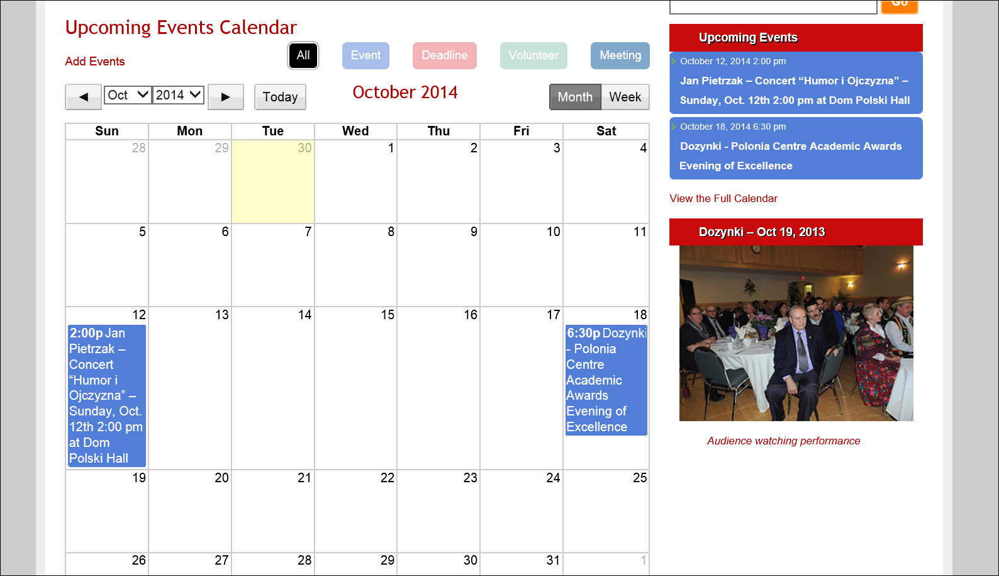 Go
Upcoming Events Calendar
Add Events
All
Event
Deadline
Volunteer
Meeting
◀
Oct
2014
▶
Today
October 2014
Month
Week
Sun Mon Tue Wed Thu Fri Sat
28 29 30 1 2 3 4
5 6 7 8 9 10 11
12 13 14 15 16 17 18
2:00p Jan
Pietrzak –
Concert
“Humor i
Ojczyzna” –
Sunday, Oct.
12th 2:00 pm
at Dom
Polski Hall
6:30p Dozynki
- Polonia
Centre
Academic
Awards
Evening of
Excellence
19 20 21 22 23 24 25
26 27 28 29 30 31 1
Upcoming Events
October 12, 2014 2:00 pm
Jan Pietrzak – Concert “Humor i Ojczyzna” –
Sunday, Oct. 12th 2:00 pm at Dom Polski Hall
October 18, 2014 6:30 pm
Dozynki - Polonia Centre Academic Awards
Evening of Excellence
View the Full Calendar
Dozynki – Oct 19, 2013
Audience watching performance